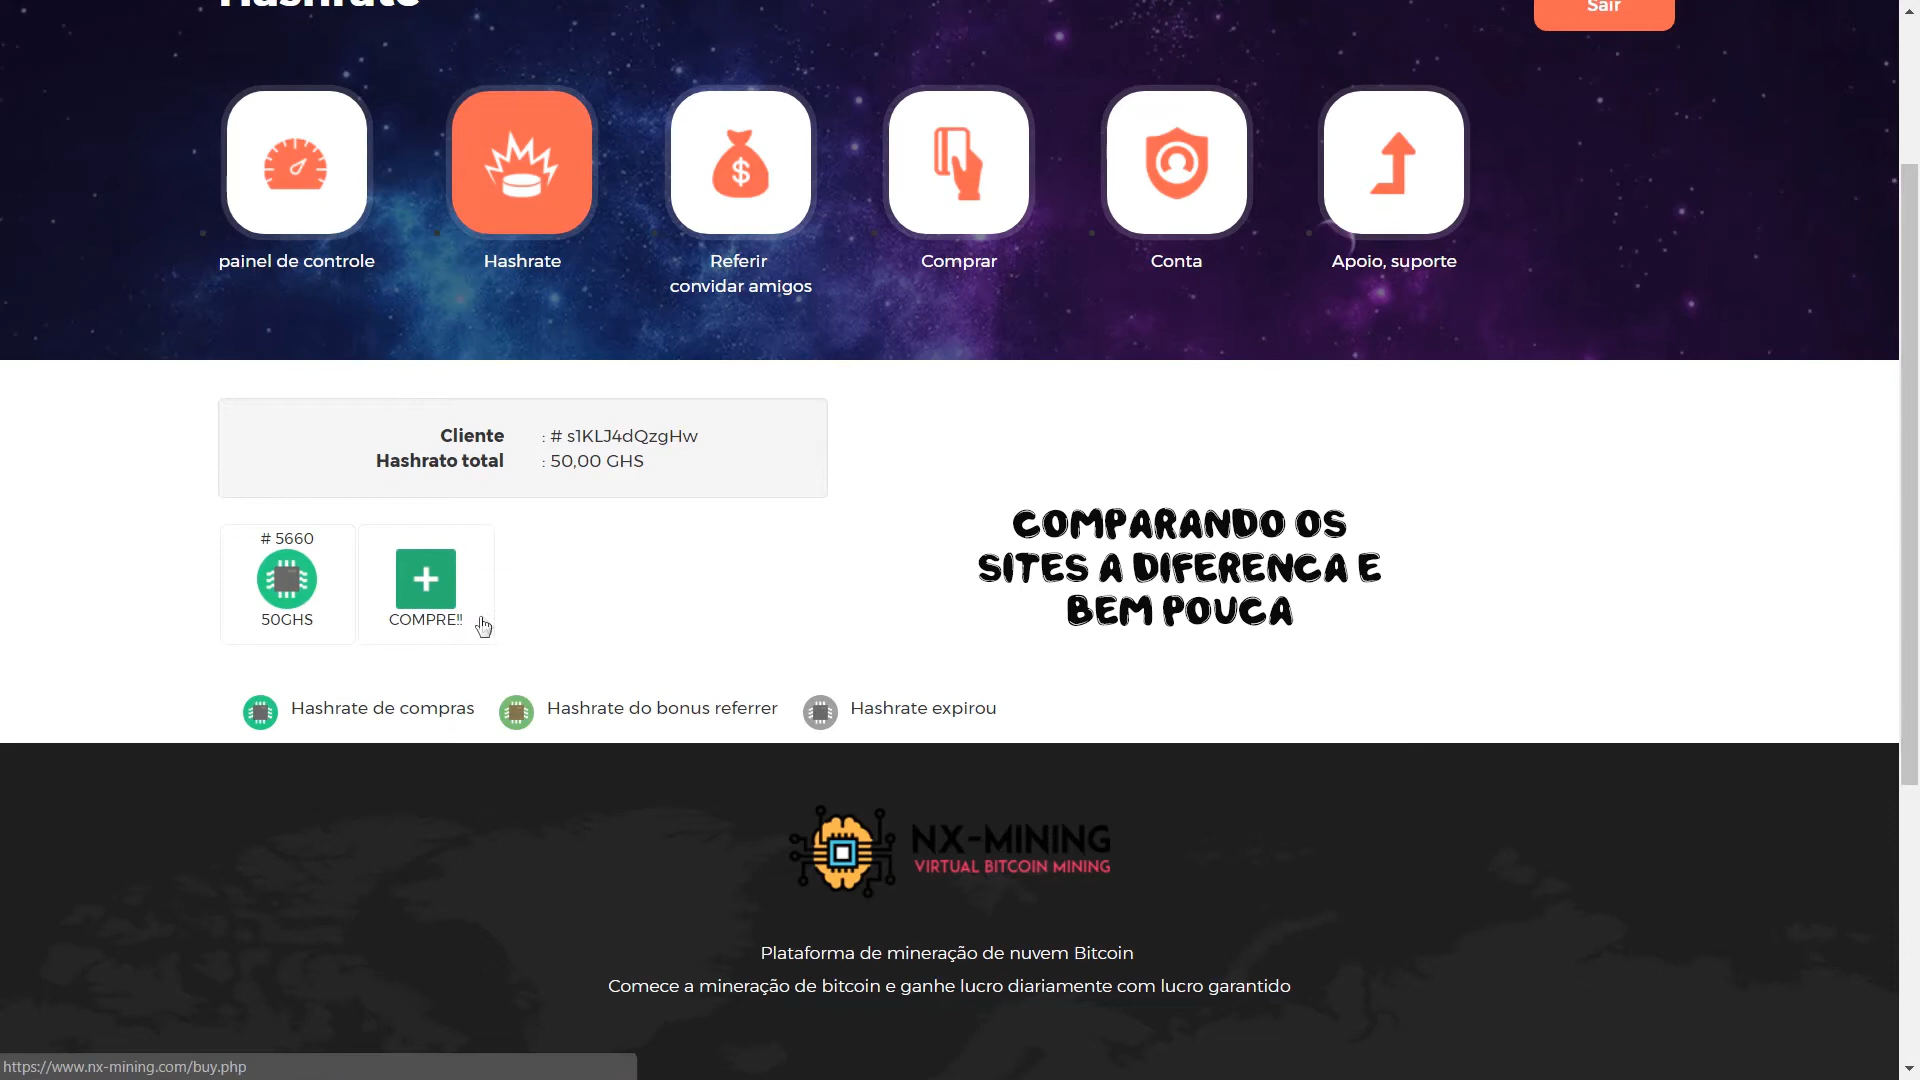 Hashrate
Sair
painel de controle
Hashrate
Referir
convidar amigos
Comprar
Conta
Apoio, suporte
Cliente : # s1KLJ4dQzgHw
Hashrato total : 50,00 GHS
# 5660
50GHS
COMPRE!!
COMPARANDO OS
SITES A DIFERENCA E
BEM POUCA
Hashrate de compras
Hashrate do bonus referrer
Hashrate expirou
NX-MINING
VIRTUAL BITCOIN MINING
Plataforma de mineração de nuvem Bitcoin
Comece a mineração de bitcoin e ganhe lucro diariamente com lucro garantido
https://www.nx-mining.com/buy.php